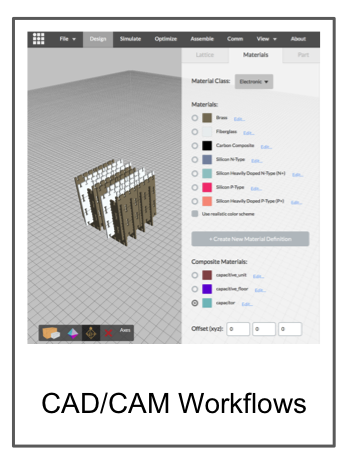 File ▾ Design Simulate Optimize Assemble Comm View ▾ About
Lattice Materials Part
Material Class: Electronic ▾
Materials:
Brass Edit...
Fiberglass Edit...
Carbon Composite Edit...
Silicon N-Type Edit...
Silicon Heavily Doped N-Type (N+) Edit...
Silicon P-Type Edit...
Silicon Heavily Doped P-Type (P+) Edit...
Use realistic color scheme
+ Create New Material Definition
Composite Materials:
capacitive_unit Edit...
capacitive_floor Edit...
capacitor Edit...
Axes
Offset (xyz): 0 0 0
CAD/CAM Workflows